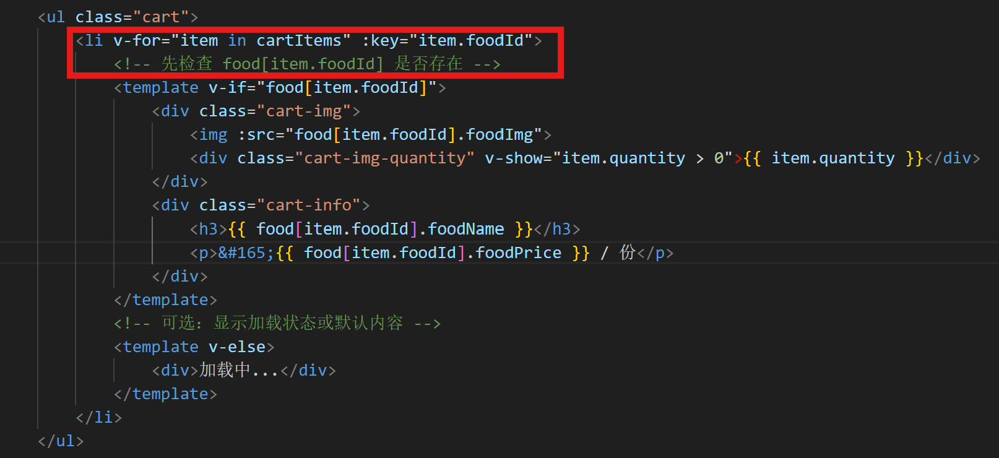 <ul class="cart">
<li v-for="item in cartItems" :key="item.foodId">
<!-- 先检查 food[item.foodId] 是否存在 -->
<template v-if="food[item.foodId]">
<div class="cart-img">
<img :src="food[item.foodId].foodImg">
<div class="cart-img-quantity" v-show="item.quantity > 0">{{ item.quantity }}</div>
</div>
<div class="cart-info">
<h3>{{ food[item.foodId].foodName }}</h3>
<p>&#165;{{ food[item.foodId].foodPrice }} / 份</p>
</div>
</template>
<!-- 可选：显示加载状态或默认内容 -->
<template v-else>
<div>加载中...</div>
</template>
</li>
</ul>